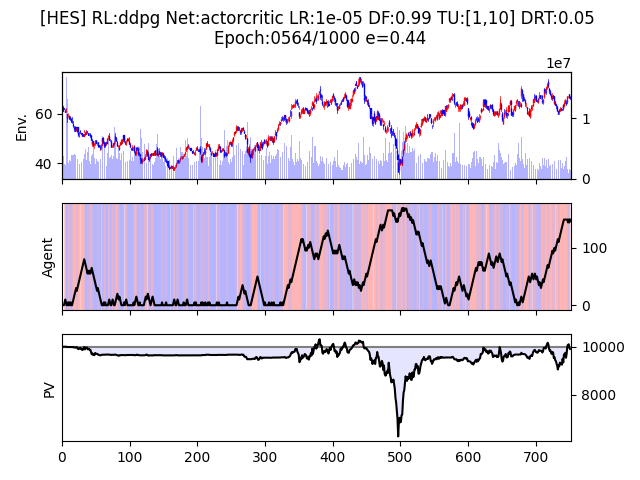 [HES] RL:ddpg Net:actorcritic LR:1e-05 DF:0.99 TU:[1,10] DRT:0.05
Epoch:0564/1000 e=0.44
1e7
Env.
60
40
1
0
Agent
100
0
PV
10000
8000
0 100 200 300 400 500 600 700